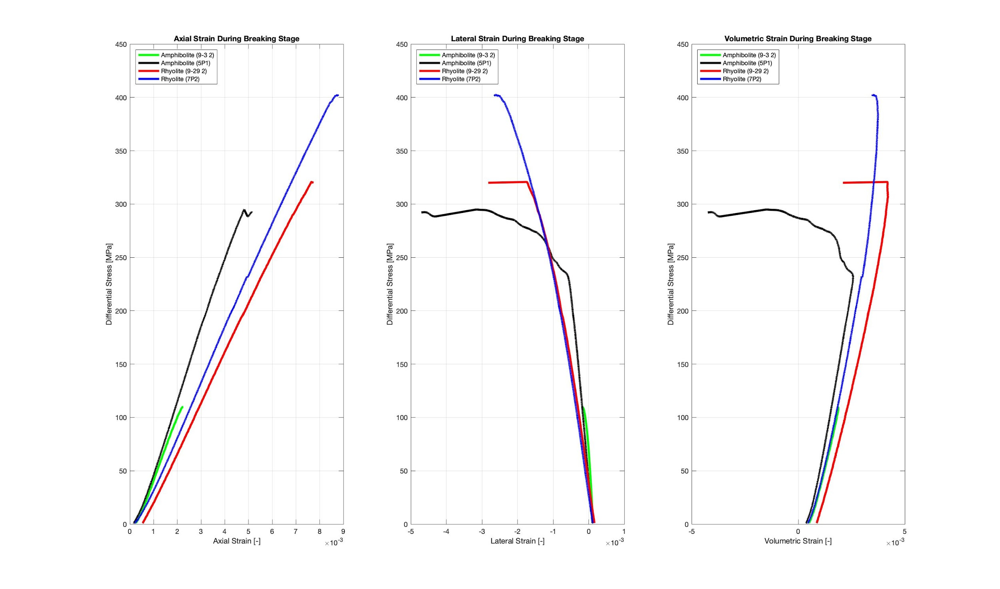 Axial Strain During Breaking Stage
450
400
350
300
250
200
150
100
50
0
Differential Stress [MPa]
Amphibolite (9-3 2)
Amphibolite (5P1)
Rhyolite (9-29 2)
Rhyolite (7P2)
0 1 2 3 4 5 6 7 8 9
Axial Strain [-]
×10-3
Lateral Strain During Breaking Stage
450
400
350
300
250
200
150
100
50
0
Differential Stress [MPa]
Amphibolite (9-3 2)
Amphibolite (5P1)
Rhyolite (9-29 2)
Rhyolite (7P2)
-5 -4 -3 -2 -1 0 1
Lateral Strain [-]
×10-3
Volumetric Strain During Breaking Stage
450
400
350
300
250
200
150
100
50
0
Differential Stress [MPa]
Amphibolite (9-3 2)
Amphibolite (5P1)
Rhyolite (9-29 2)
Rhyolite (7P2)
-5 0 5
Volumetric Strain [-]
×10-3